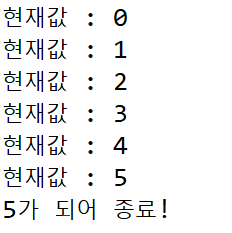 현재값 : 0
현재값 : 1
현재값 : 2
현재값 : 3
현재값 : 4
현재값 : 5
5가 되어 종료!